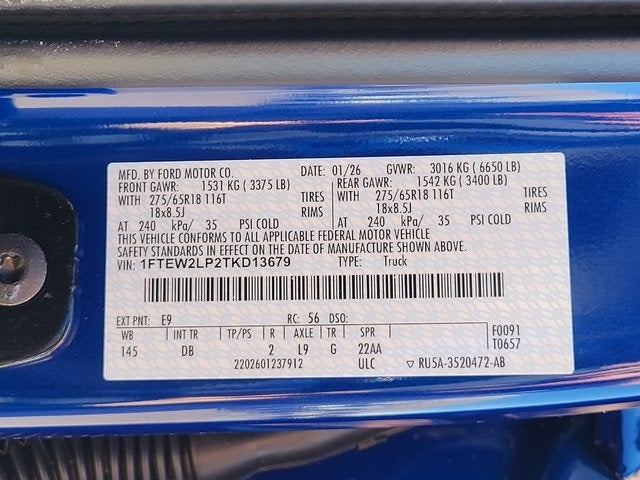 MFD. BY FORD MOTOR CO. DATE: 01/26 GVWR: 3016 KG ( 6650 LB)
FRONT GAWR: 1531 KG ( 3375 LB) REAR GAWR: 1542 KG ( 3400 LB)
WITH 275/65R18 116T TIRES WITH 275/65R18 116T TIRES
18x8.5J RIMS 18x8.5J RIMS
AT 240 kPa/ 35 PSI COLD AT 240 kPa/ 35 PSI COLD
THIS VEHICLE CONFORMS TO ALL APPLICABLE FEDERAL MOTOR VEHICLE
SAFETY STANDARDS IN EFFECT ON THE DATE OF MANUFACTURE SHOWN ABOVE.
VIN: 1FTEW2LP2TKD13679 TYPE: Truck
EXT PNT: E9 RC: 56 DSO:
WB INT TR TP/PS R AXLE TR SPR F0091
145 DB 2 L9 G 22AA T0657
2202601237912 ULC ▽ RU5A-3520472-AB